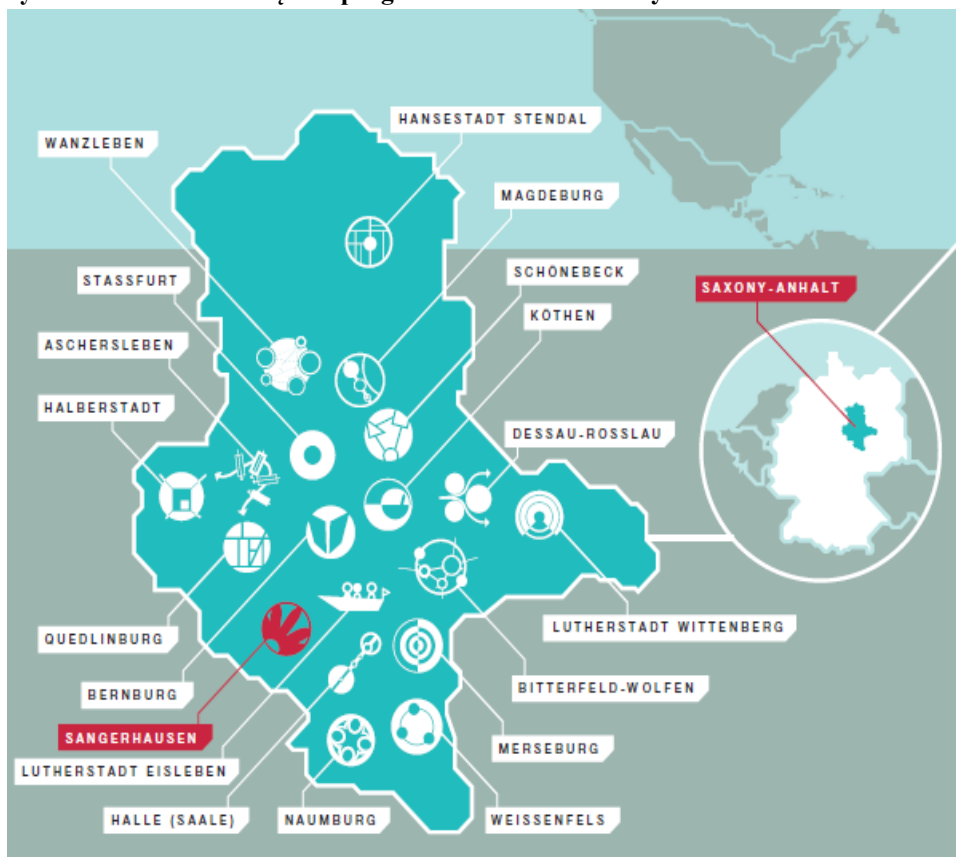 HANSESTADT STENDAL
WANZLEBEN
MAGDEBURG
SCHÖNEBECK
STASSFURT
SAXONY-ANHALT
KÖTHEN
ASCHERSLEBEN
HALBERSTADT
DESSAU-ROSSLAU
QUEDLINBURG
LUTHERSTADT WITTENBERG
BERNBURG
BITTERFELD-WOLFEN
SANGERHAUSEN
MERSEBURG
LUTHERSTADT EISLEBEN
HALLE (SAALE)
NAUMBURG
WEISSENFELS